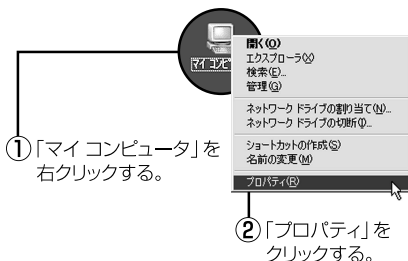 マイ コンピュータ
開く(O)
エクスプローラ(X)
検索(E)...
管理(G)
ネットワーク ドライブの割り当て(N)...
ネットワーク ドライブの切断(I)...
ショートカットの作成(S)
名前の変更(M)
プロパティ(R)
①「マイ コンピュータ」を
右クリックする。
②「プロパティ」を
クリックする。